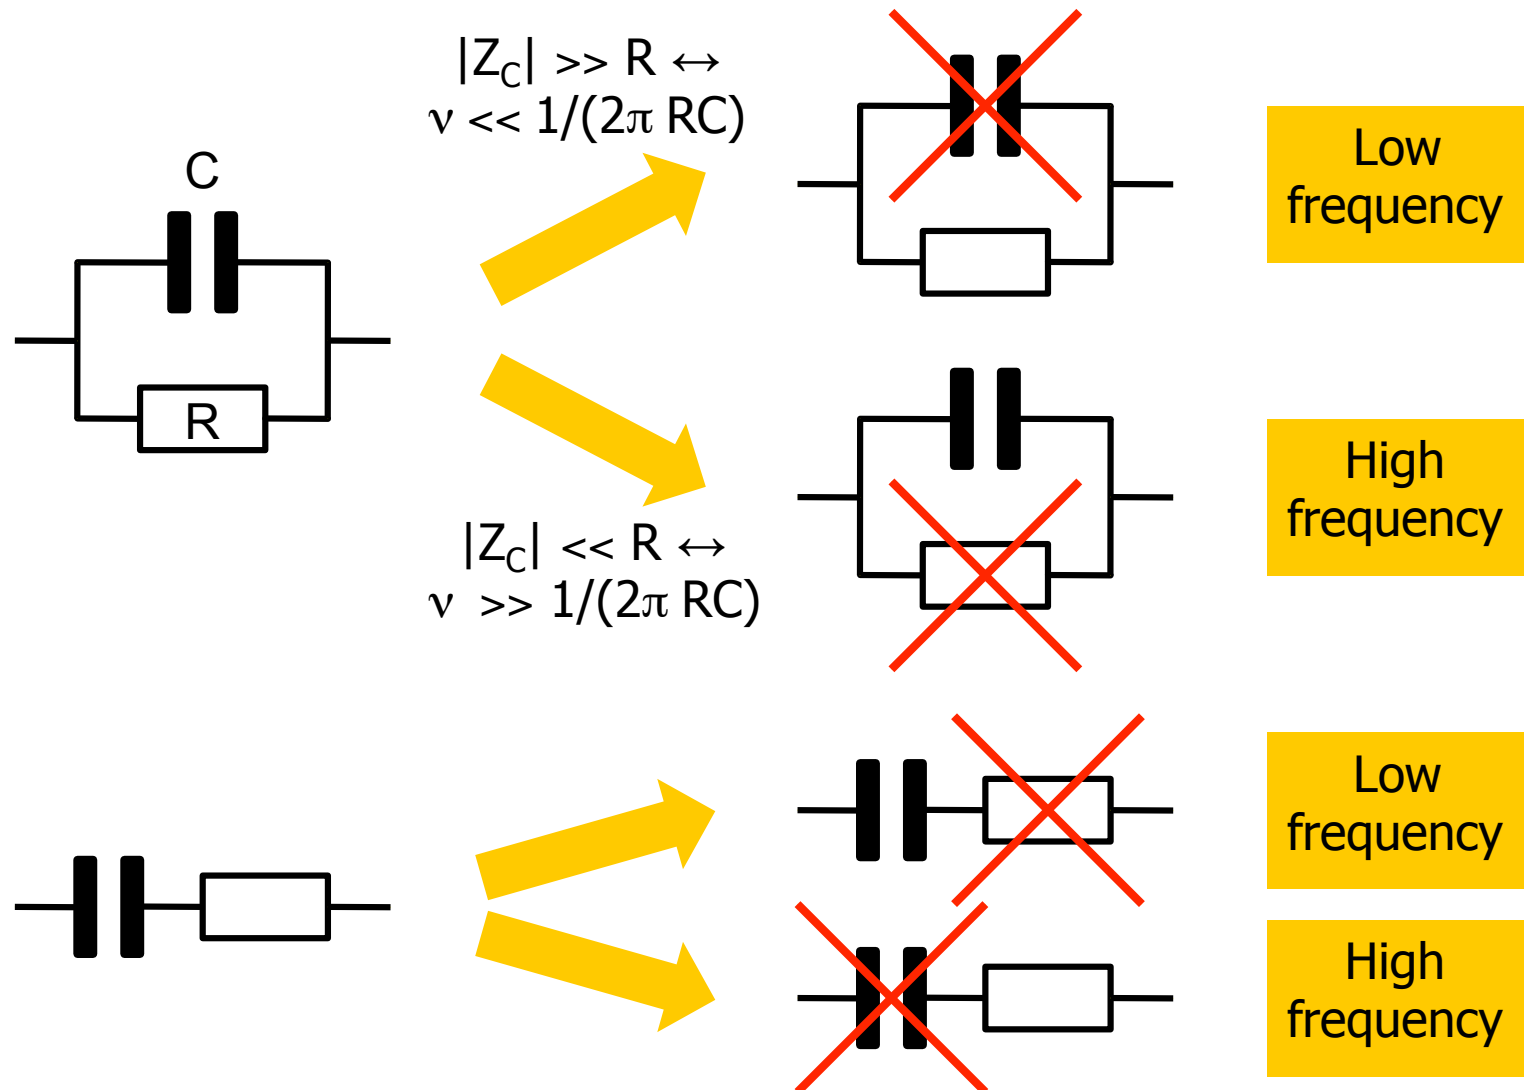 |Z_C| >> R ↔
ν << 1/(2π RC)
Low
frequency
C
R
High
frequency
|Z_C| << R ↔
ν >> 1/(2π RC)
Low
frequency
High
frequency